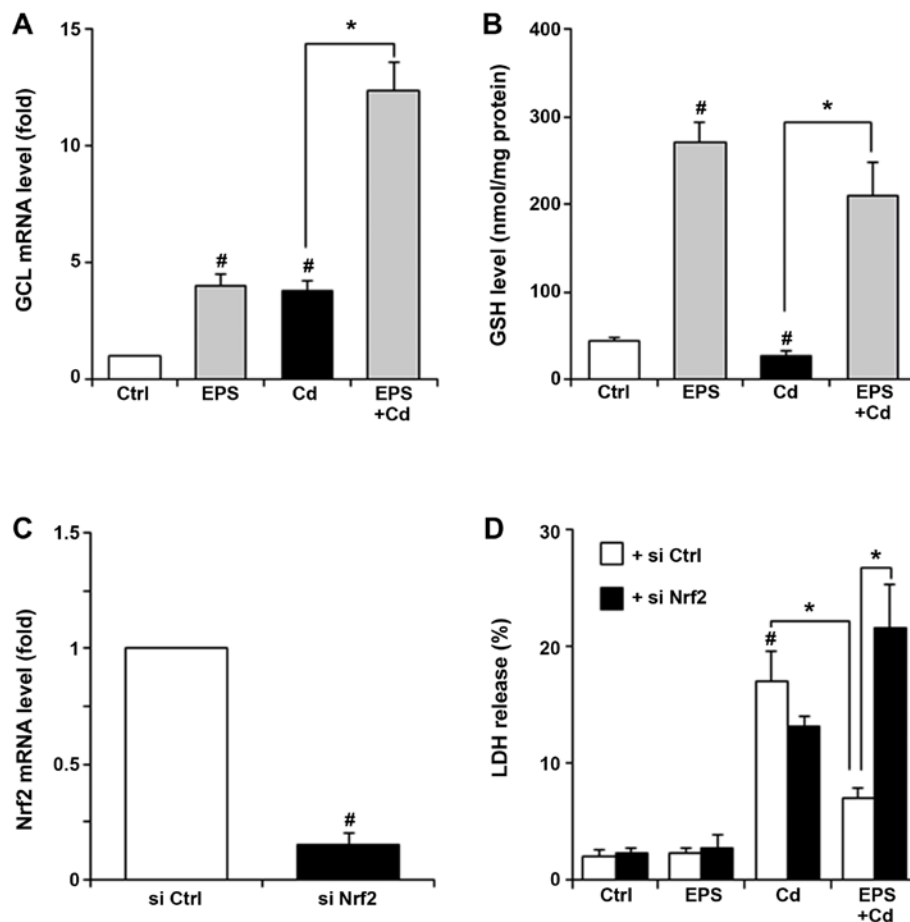 A
GCL mRNA level (fold)
15
10
5
0
*
#
#
Ctrl
EPS
Cd
EPS
+Cd
B
GSH level (nmol/mg protein)
400
300
200
100
0
#
*
#
Ctrl
EPS
Cd
EPS
+Cd
C
Nrf2 mRNA level (fold)
1.5
1
0.5
0
#
si Ctrl
si Nrf2
D
LDH release (%)
30
20
10
0
+ si Ctrl
+ si Nrf2
*
*
#
Ctrl
EPS
Cd
EPS
+Cd